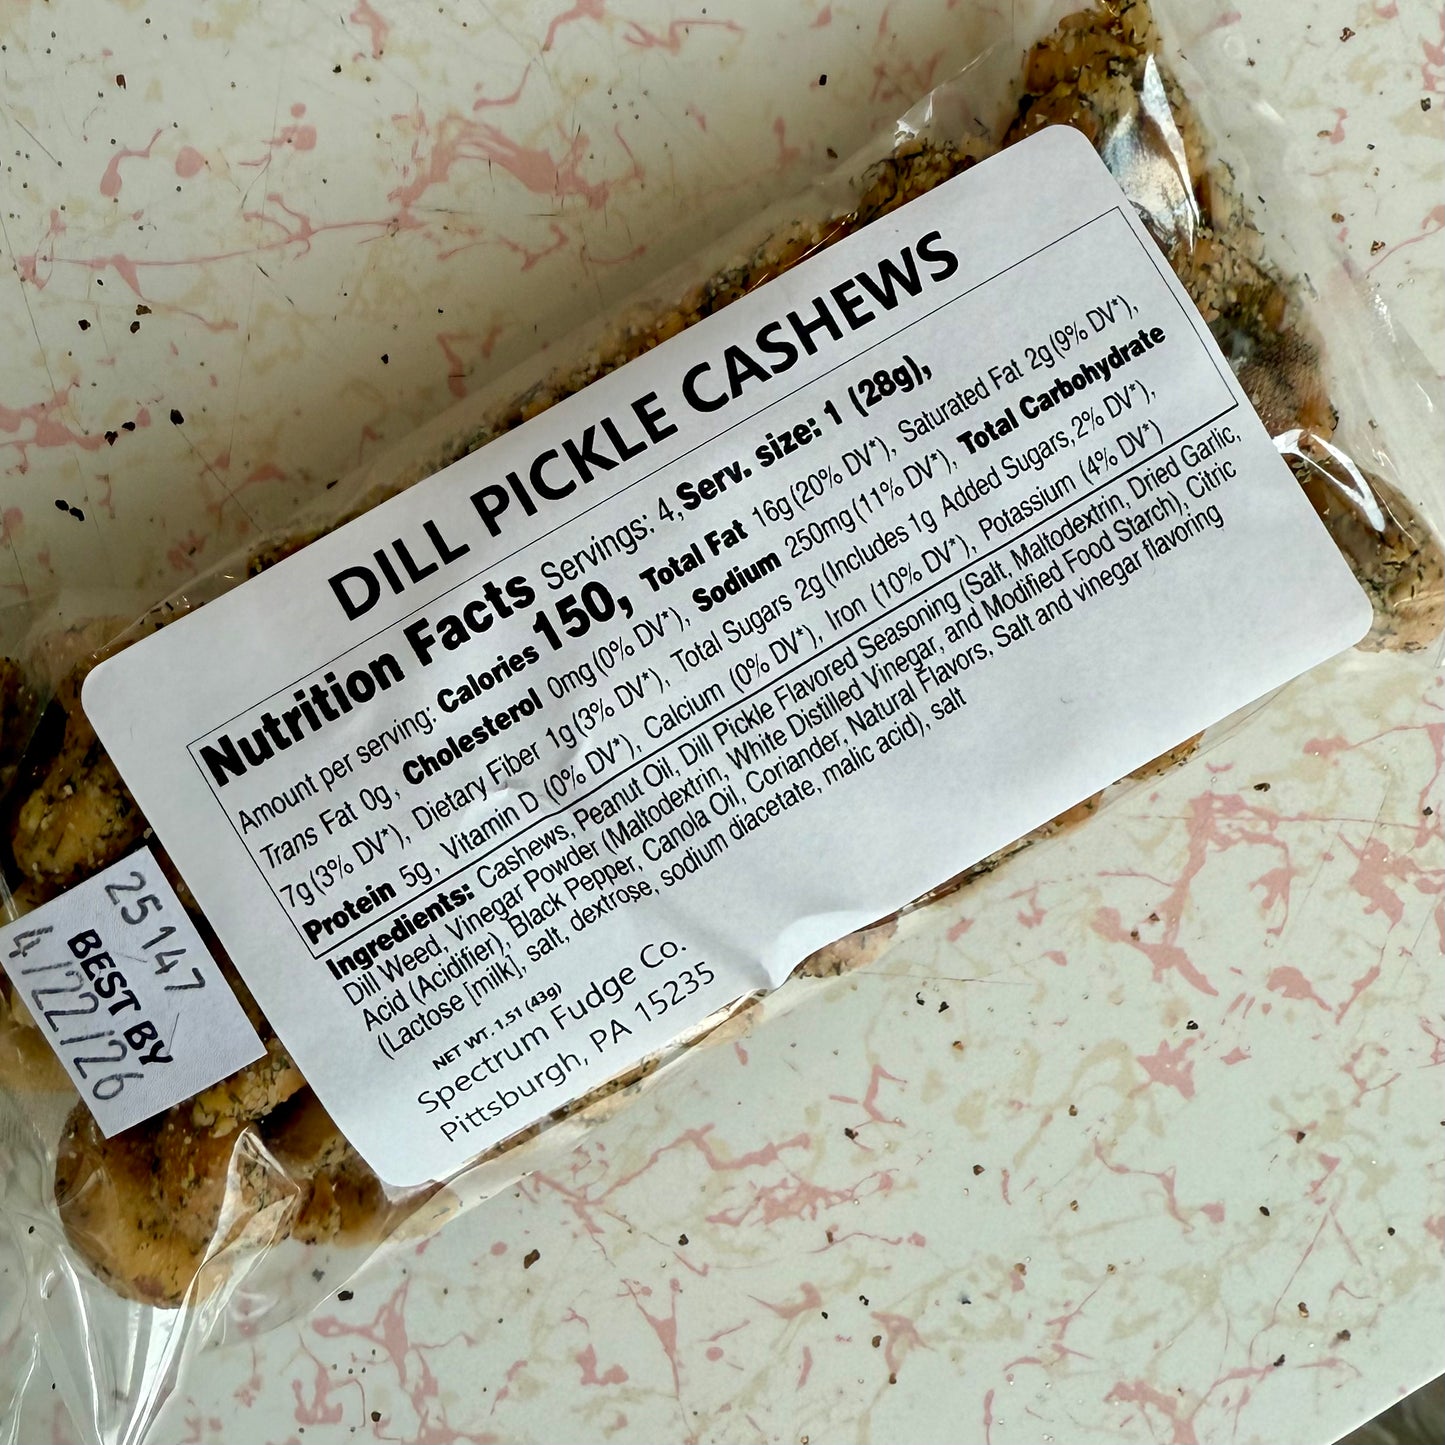 DILL PICKLE CASHEWS
Nutrition Facts Servings: 4, Serv. size: 1 (28g),
Amount per serving: Calories 150, Total Fat 16g (20% DV*), Saturated Fat 2g (9% DV*),
Trans Fat 0g, Cholesterol 0mg (0% DV*), Sodium 250mg (11% DV*), Total Carbohydrate
7g (3% DV*), Dietary Fiber 1g (3% DV*), Total Sugars 2g (Includes 1g Added Sugars, 2% DV*),
Protein 5g, Vitamin D (0% DV*), Calcium (0% DV*), Iron (10% DV*), Potassium (4% DV*)
Ingredients: Cashews, Peanut Oil, Dill Pickle Flavored Seasoning (Salt, Maltodextrin, Dried Garlic,
Dill Weed, Vinegar Powder (Maltodextrin, White Distilled Vinegar, and Modified Food Starch), Citric
Acid (Acidifier), Black Pepper, Canola Oil, Coriander, Natural Flavors, Salt and vinegar flavoring
(Lactose [milk], salt, dextrose, sodium diacetate, malic acid), salt
NET WT. 1.51 (43g)
Spectrum Fudge Co.
Pittsburgh, PA 15235
25147
BEST BY
4/22/26